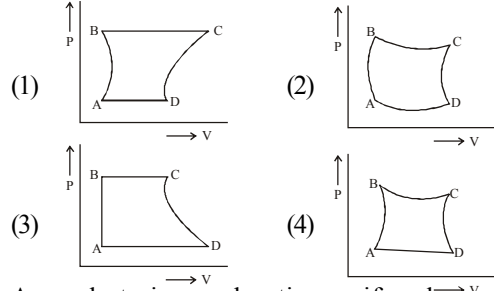 (1) P B C A D V
(2) P B C A D V
(3) P B C A D V
(4) P B C A D V